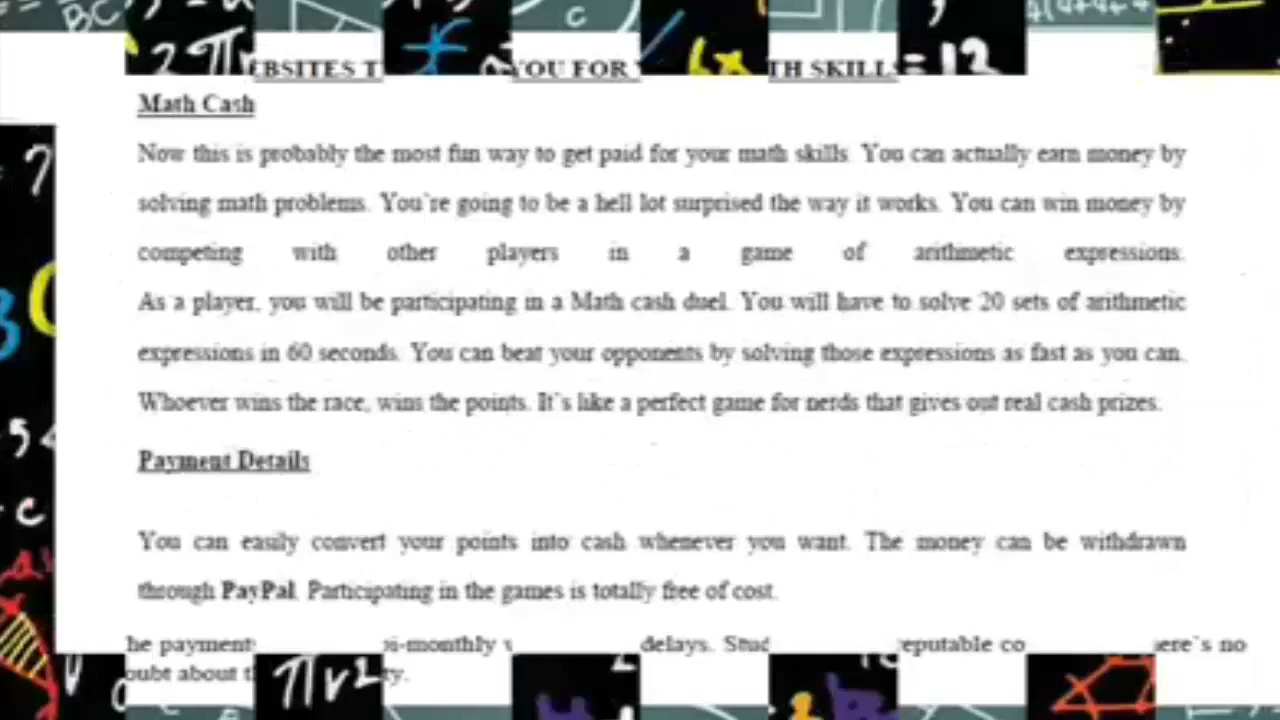 EBSITES T YOU FOR TH SKILLS
Math Cash
Now this is probably the most fun way to get paid for your math skills. You can actually earn money by
solving math problems. You're going to be a hell lot surprised the way it works. You can win money by
competing with other players in a game of arithmetic expressions.
As a player, you will be participating in a Math cash duel. You will have to solve 20 sets of arithmetic
expressions in 60 seconds. You can beat your opponents by solving those expressions as fast as you can.
Whoever wins the race, wins the points. It's like a perfect game for nerds that gives out real cash prizes.
Payment Details
You can easily convert your points into cash whenever you want. The money can be withdrawn
through PayPal. Participating in the games is totally free of cost.
he payment i-monthly delays. Stud reputable co ere's no
oubt about t ry.